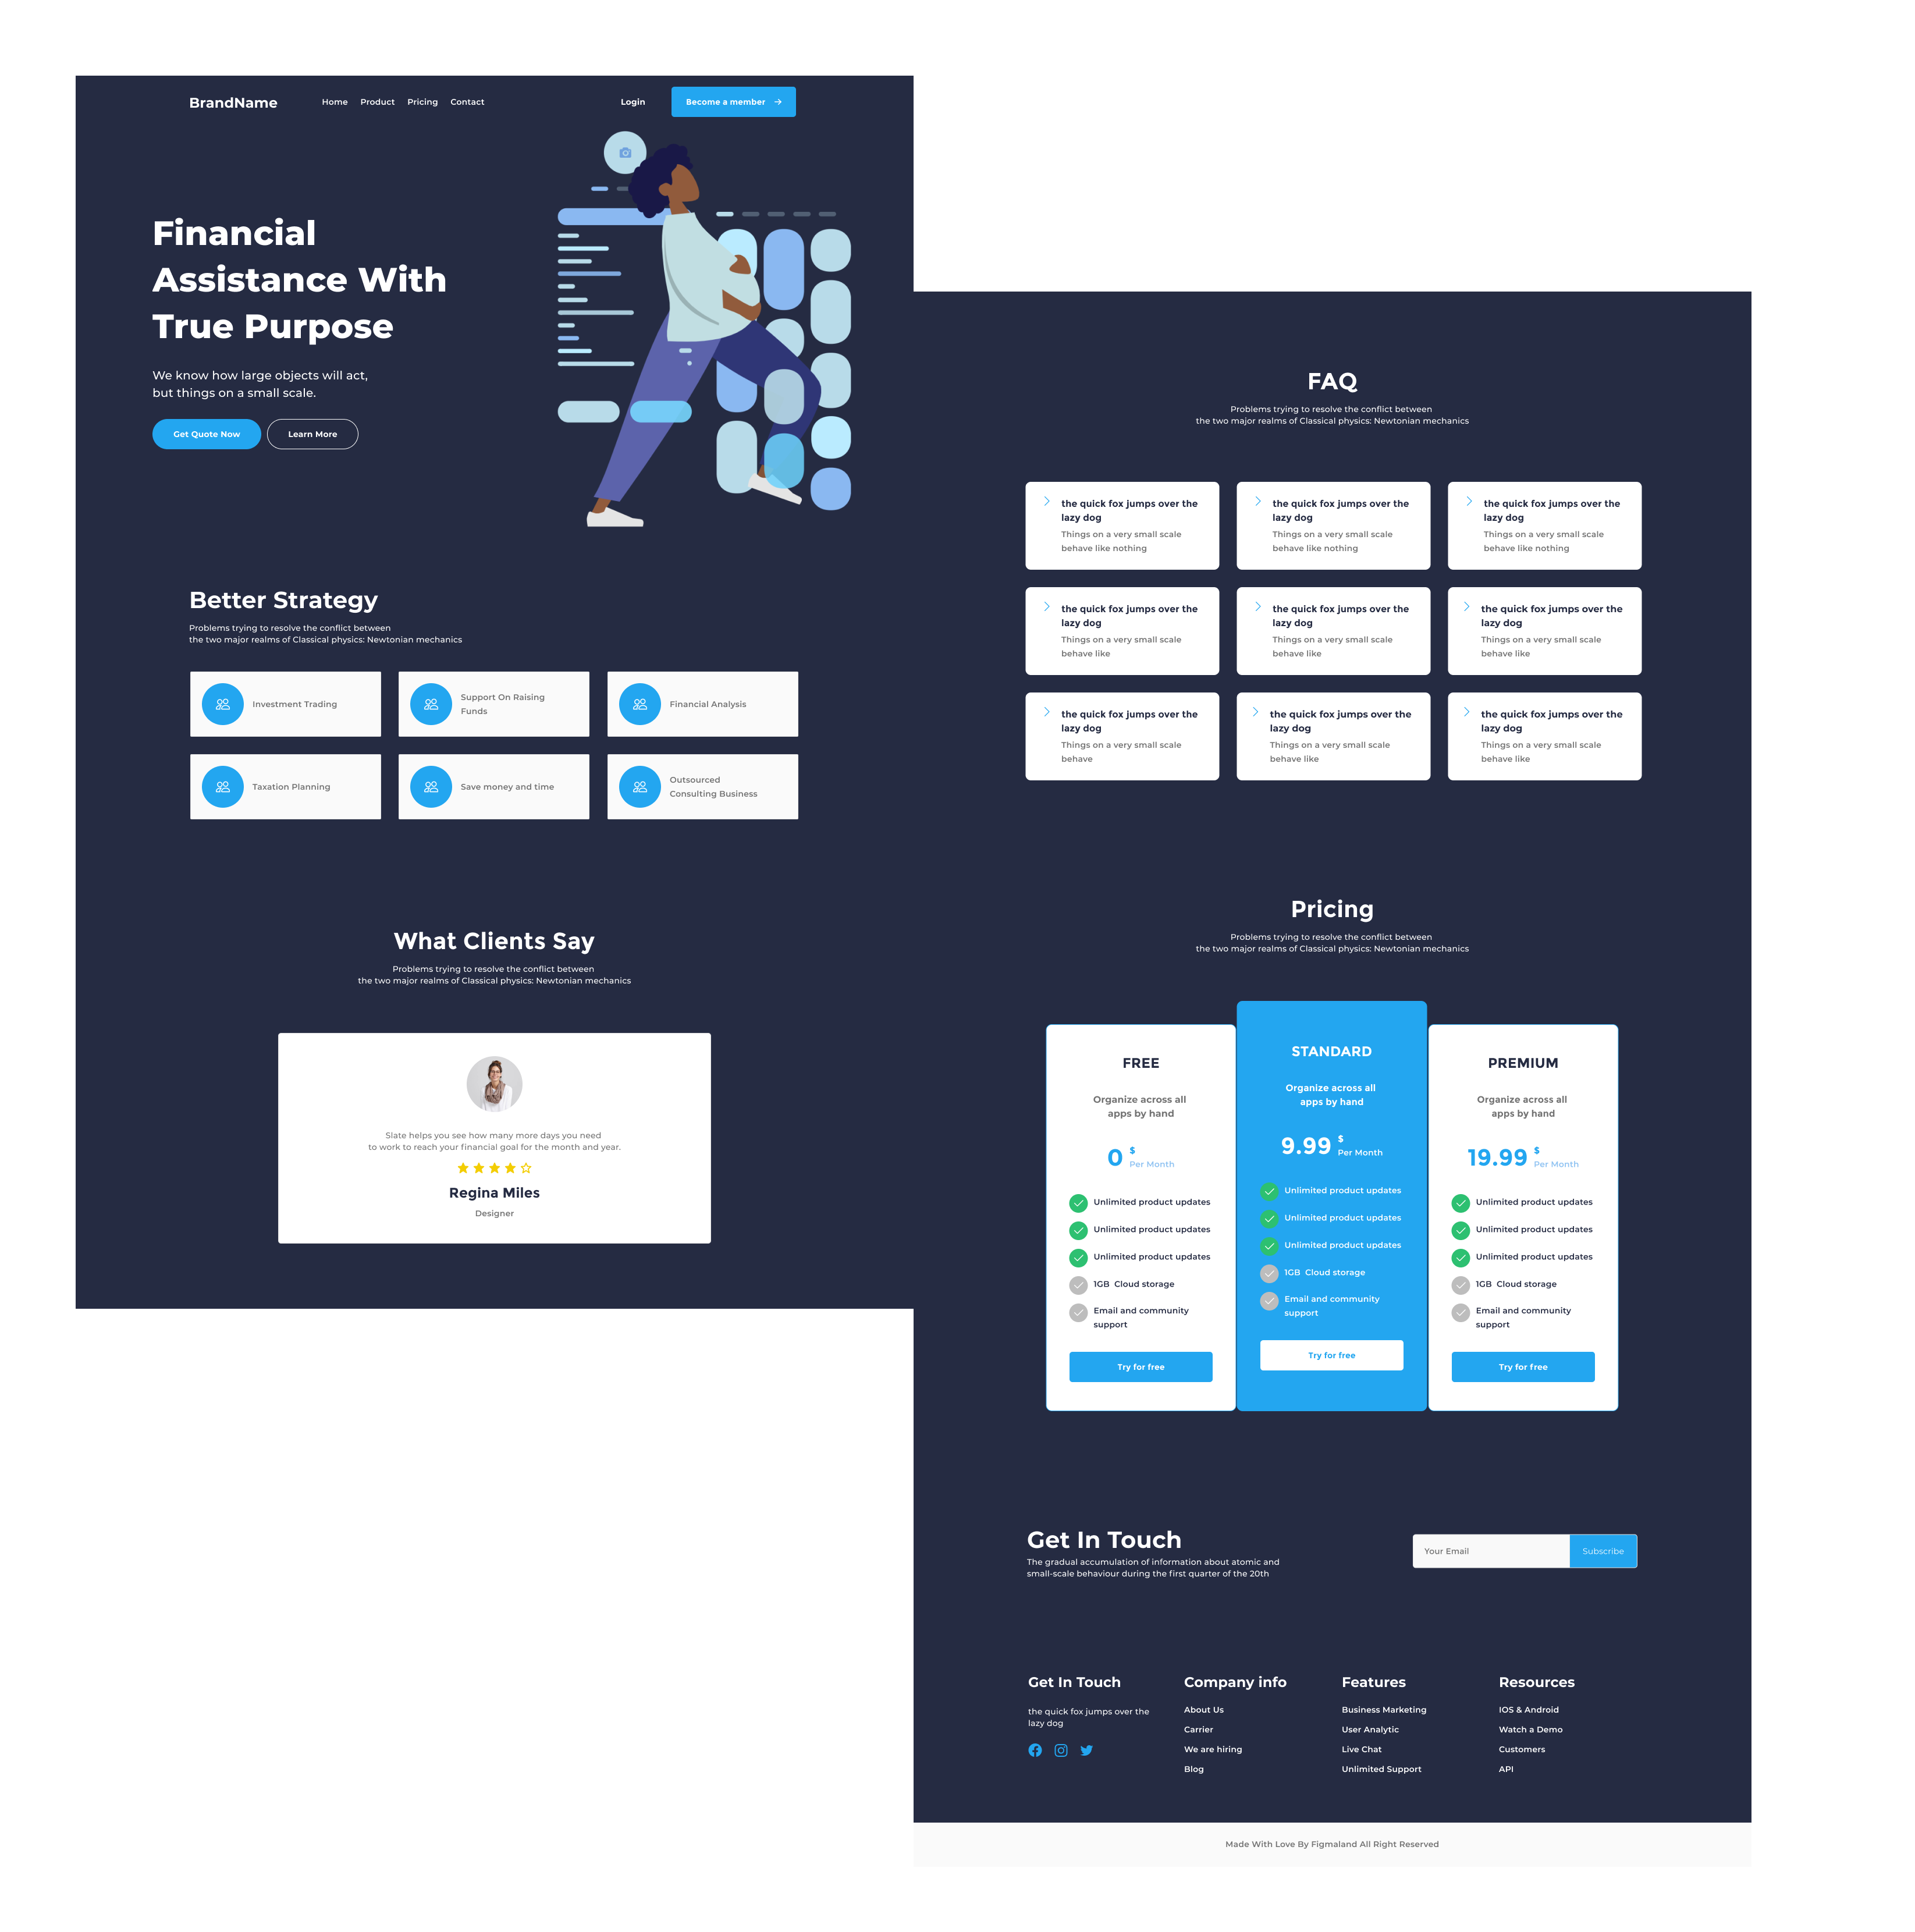 BrandName
Home Product Pricing Contact
Login
Become a member
Financial
Assistance With
True Purpose
We know how large objects will act,
but things on a small scale.
Get Quote Now
Learn More
Better Strategy
Problems trying to resolve the conflict between
the two major realms of Classical physics: Newtonian mechanics
Investment Trading
Support On Raising
Funds
Financial Analysis
Taxation Planning
Save money and time
Outsourced
Consulting Business
What Clients Say
Problems trying to resolve the conflict between
the two major realms of Classical physics: Newtonian mechanics
Slate helps you see how many more days you need
to work to reach your financial goal for the month and year.
Regina Miles
Designer
FAQ
Problems trying to resolve the conflict between
the two major realms of Classical physics: Newtonian mechanics
the quick fox jumps over the
lazy dog
Things on a very small scale
behave like nothing
the quick fox jumps over the
lazy dog
Things on a very small scale
behave like nothing
the quick fox jumps over the
lazy dog
Things on a very small scale
behave like nothing
the quick fox jumps over the
lazy dog
Things on a very small scale
behave like
the quick fox jumps over the
lazy dog
Things on a very small scale
behave like
the quick fox jumps over the
lazy dog
Things on a very small scale
behave like
the quick fox jumps over the
lazy dog
Things on a very small scale
behave
the quick fox jumps over the
lazy dog
Things on a very small scale
behave like
the quick fox jumps over the
lazy dog
Things on a very small scale
behave like
Pricing
Problems trying to resolve the conflict between
the two major realms of Classical physics: Newtonian mechanics
FREE
Organize across all
apps by hand
0 $
Per Month
Unlimited product updates
Unlimited product updates
Unlimited product updates
1GB Cloud storage
Email and community
support
Try for free
STANDARD
Organize across all
apps by hand
9.99 $
Per Month
Unlimited product updates
Unlimited product updates
Unlimited product updates
1GB Cloud storage
Email and community
support
Try for free
PREMIUM
Organize across all
apps by hand
19.99 $
Per Month
Unlimited product updates
Unlimited product updates
Unlimited product updates
1GB Cloud storage
Email and community
support
Try for free
Get In Touch
The gradual accumulation of information about atomic and
small-scale behaviour during the first quarter of the 20th
Your Email
Subscribe
Get In Touch
the quick fox jumps over the
lazy dog
Company info
About Us
Carrier
We are hiring
Blog
Features
Business Marketing
User Analytic
Live Chat
Unlimited Support
Resources
IOS & Android
Watch a Demo
Customers
API
Made With Love By Figmaland All Right Reserved